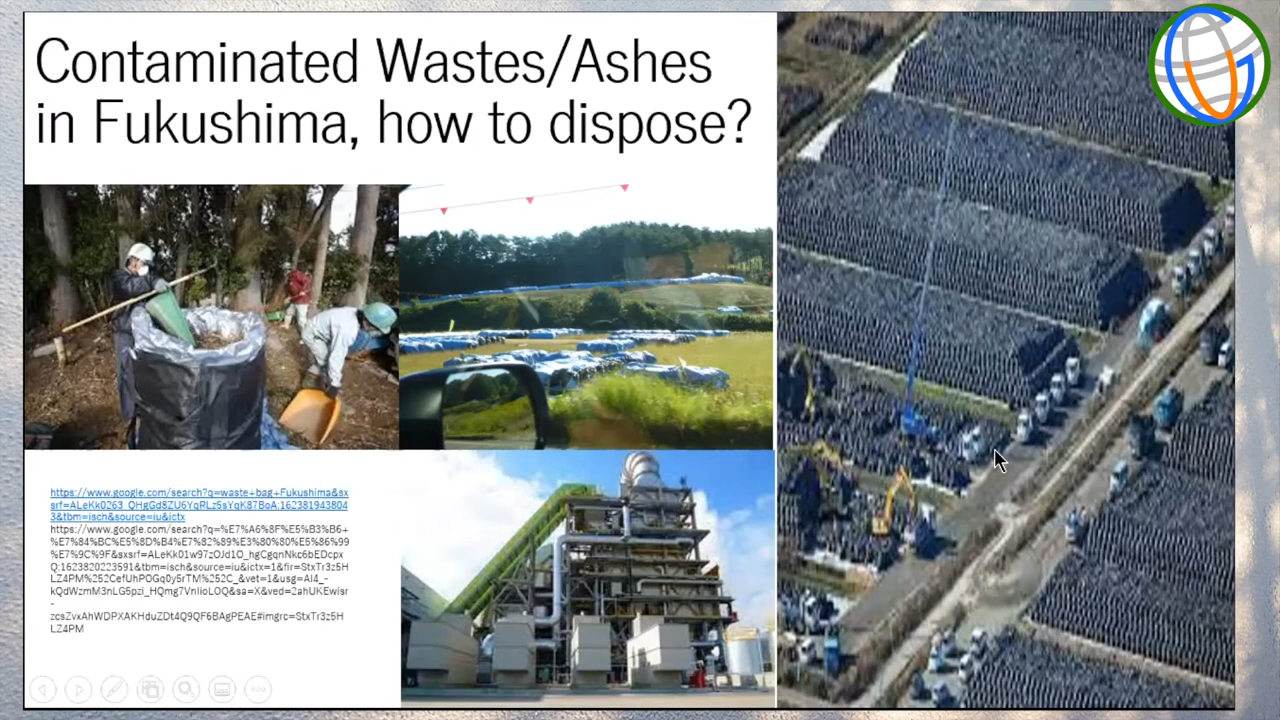 Contaminated Wastes/Ashes
in Fukushima, how to dispose?
https://www.google.com/search?q=waste+bag+Fukushima&sx
srf=ALeKk0263_QHgGd8ZU6YqRLz5sYqK87BoA:162381943804
3&tbm=isch&source=iu&ictx
https://www.google.com/search?q=%E7%A6%8F%E5%B3%B6+
%E7%84%BC%E5%8D%B4%E7%82%89%E3%80%80%E5%86%99
%E7%9C%9F&sxsrf=ALeKk01w97zOJd1O_hgCgqnNkc6bEDcpx
Q:1623820223591&tbm=isch&source=iu&ictx=1&fir=StxTr3z5H
LZ4PM%252CefUhPOGq0y5rTM%252C_&vet=1&usg=AI4_-
kQdWzmM3nLG5pzi_HQmg7VnIioLOQ&sa=X&ved=2ahUKEwisr
-
zcsZvxAhWDPXAKHduZDt4Q9QF6BAgPEAE#imgrc=StxTr3z5H
LZ4PM